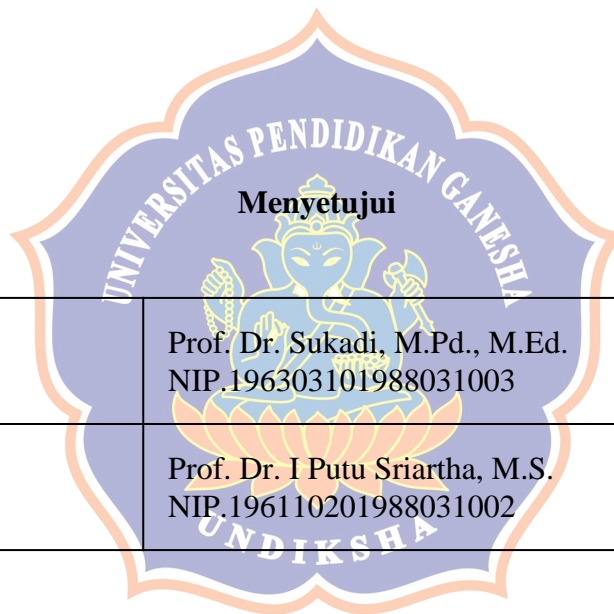 UNIVERSITAS PENDIDIKAN GANESHA
Menyetujui
Prof. Dr. Sukadi, M.Pd., M.Ed.
NIP.196303101988031003
Prof. Dr. I Putu Sriartha, M.S.
NIP.196110201988031002
UNDIKSHA